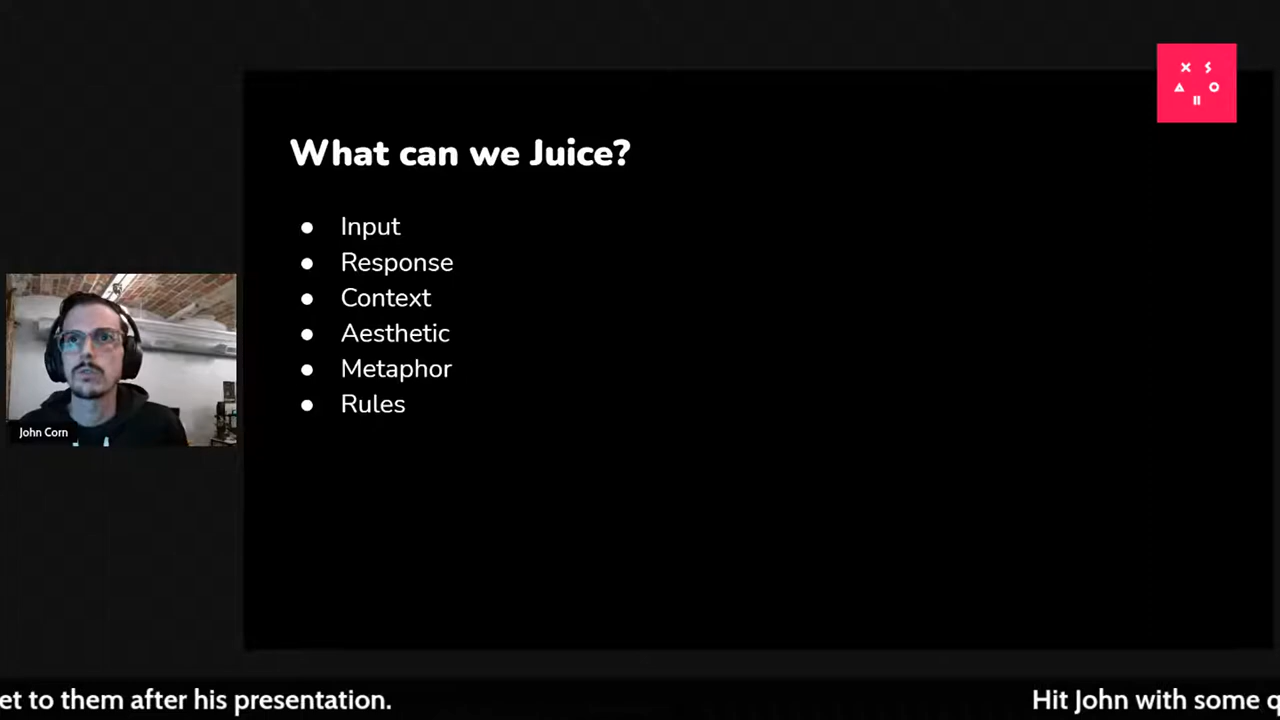 What can we Juice?
Input
Response
Context
Aesthetic
Metaphor
Rules
John Corn
et to them after his presentation.
Hit John with some q